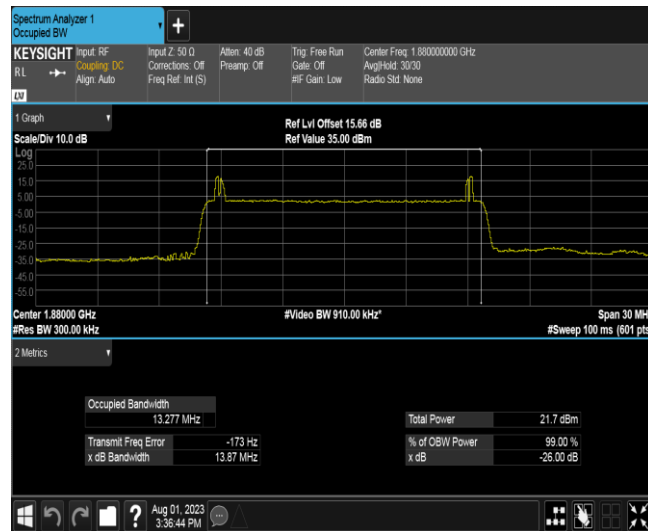 Spectrum Analyzer 1
Occupied BW
KEYSIGHT
RL
LXI
Input: RF
Coupling: DC
Align: Auto
Input Z: 50 Ω
Corrections: Off
Freq Ref: Int (S)
Atten: 40 dB
Preamp: Off
Trig: Free Run
Gate: Off
#IF Gain: Low
Center Freq: 1.880000000 GHz
Avg|Hold: 30/30
Radio Std: None
1 Graph
Scale/Div 10.0 dB
Ref Lvl Offset 15.66 dB
Ref Value 35.00 dBm
Log
25.0
15.0
5.00
-5.00
-15.0
-25.0
-35.0
-45.0
-55.0
Center 1.88000 GHz
#Video BW 910.00 kHz*
Span 30 MH
#Res BW 300.00 kHz
#Sweep 100 ms (601 pts
2 Metrics
Occupied Bandwidth
13.277 MHz
Total Power 21.7 dBm
Transmit Freq Error -173 Hz
% of OBW Power 99.00 %
x dB Bandwidth 13.87 MHz
x dB -26.00 dB
?
Aug 01, 2023
3:36:44 PM